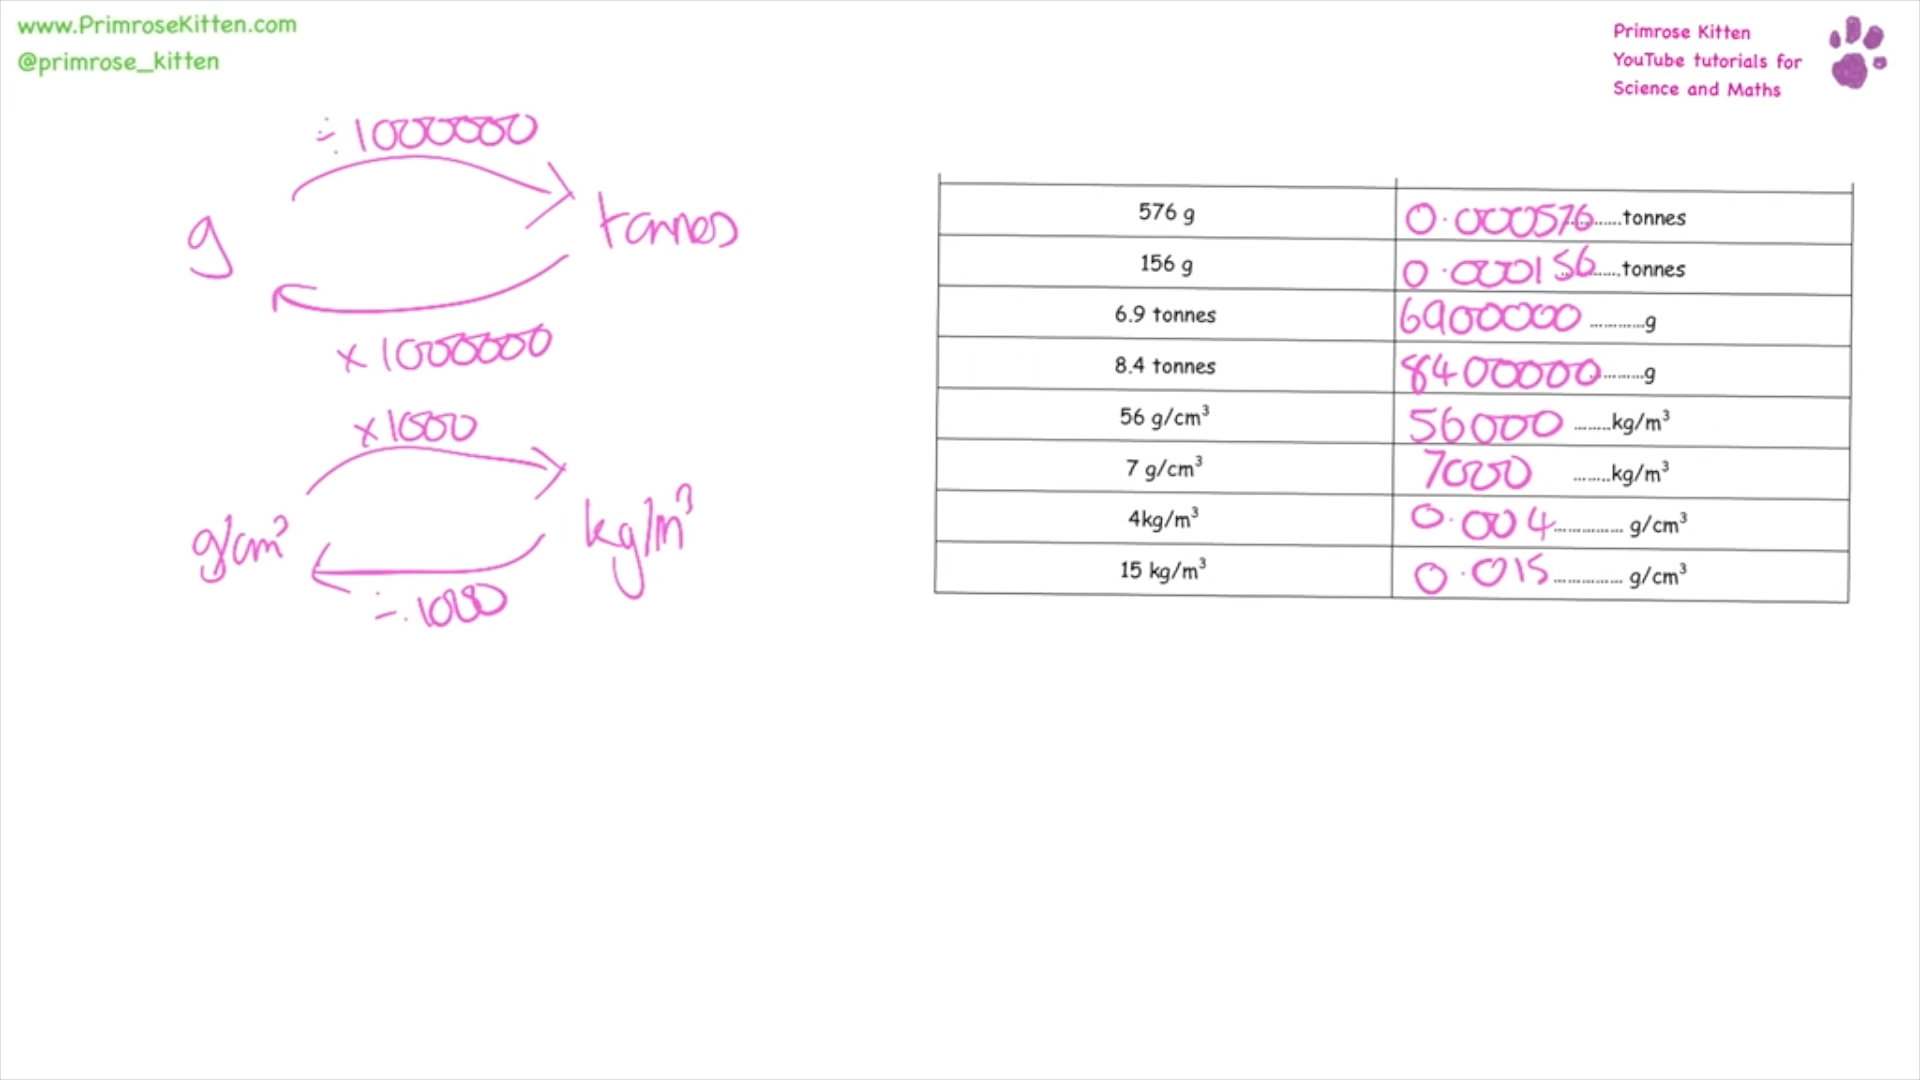 www.PrimroseKitten.com
@primrose_kitten
Primrose Kitten
YouTube tutorials for
Science and Maths
÷1000000
g
tonnes
×1000000
×1000
g/cm³
kg/m³
÷1000
576 g 0.000576.........tonnes
156 g 0.000156.......tonnes
6.9 tonnes 6900000 ............g
8.4 tonnes 8400000.........g
56 g/cm³ 56000 ........kg/m³
7 g/cm³ 7000 ........kg/m³
4kg/m³ 0.004............... g/cm³
15 kg/m³ 0.015............... g/cm³